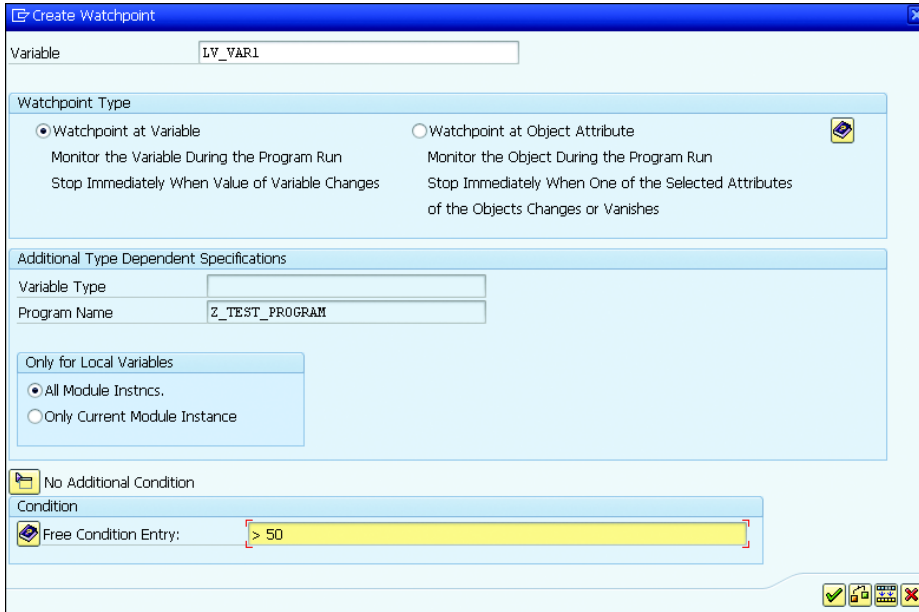 Create Watchpoint
Variable LV_VAR1
Watchpoint Type
Watchpoint at Variable Watchpoint at Object Attribute
Monitor the Variable During the Program Run Monitor the Object During the Program Run
Stop Immediately When Value of Variable Changes Stop Immediately When One of the Selected Attributes
of the Objects Changes or Vanishes
Additional Type Dependent Specifications
Variable Type
Program Name Z_TEST_PROGRAM
Only for Local Variables
All Module Instncs.
Only Current Module Instance
No Additional Condition
Condition
Free Condition Entry: > 50